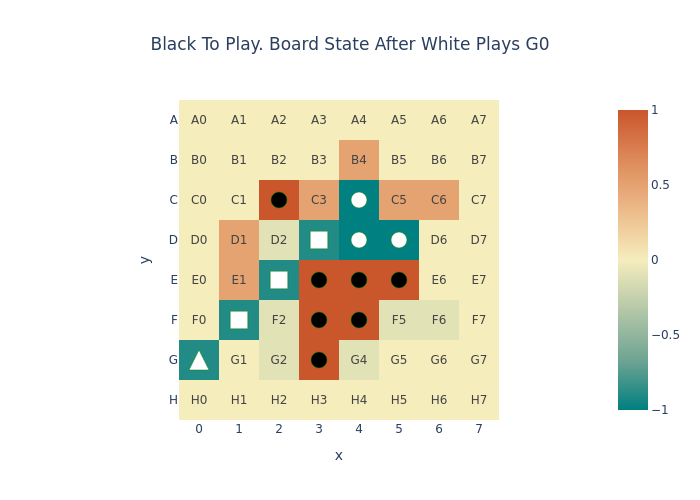 Black To Play. Board State After White Plays G0
A A0 A1 A2 A3 A4 A5 A6 A7 1
B B0 B1 B2 B3 B4 B5 B6 B7
C C0 C1 C3 C5 C6 C7 0.5
D D0 D1 D2 D6 D7
y 0
E E0 E1 E6 E7
F F0 F2 F5 F6 F7 −0.5
G G1 G2 G4 G5 G6 G7
H H0 H1 H2 H3 H4 H5 H6 H7 −1
0 1 2 3 4 5 6 7
x